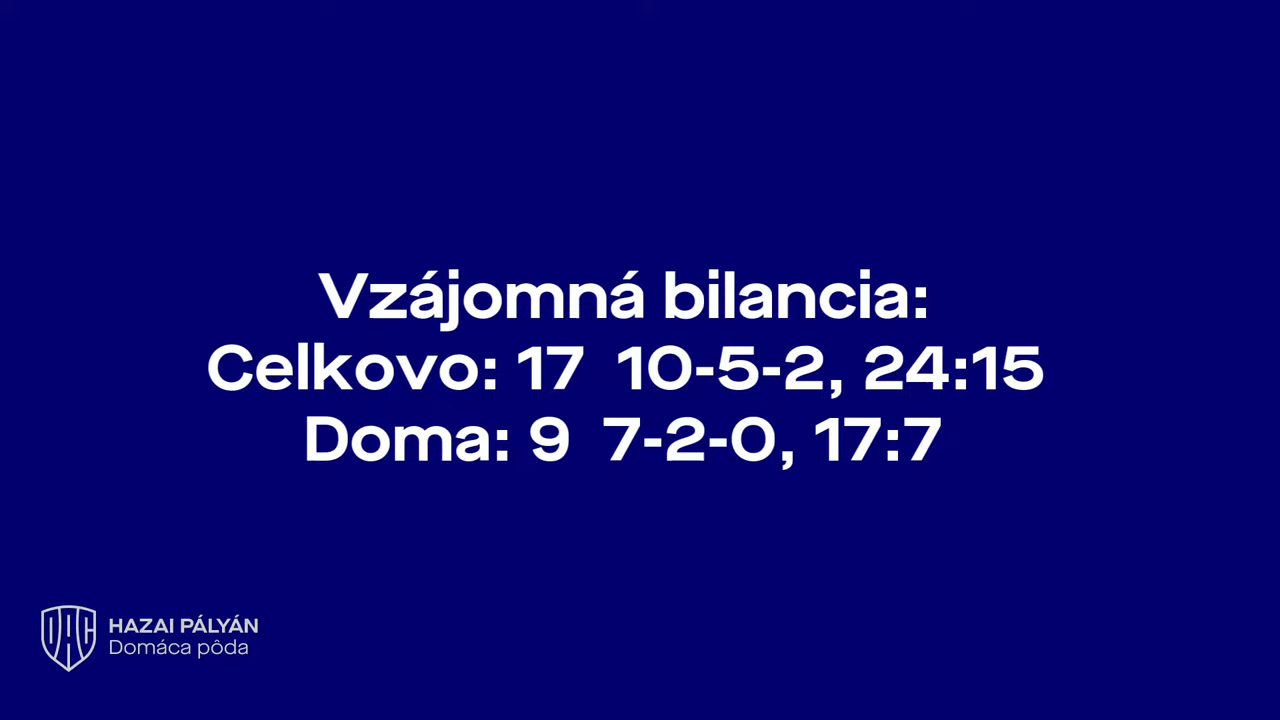 Vzájomná bilancia:
Celkovo: 17 10-5-2, 24:15
Doma: 9 7-2-0, 17:7
HAZAI PÁLYÁN
Domáca pôda